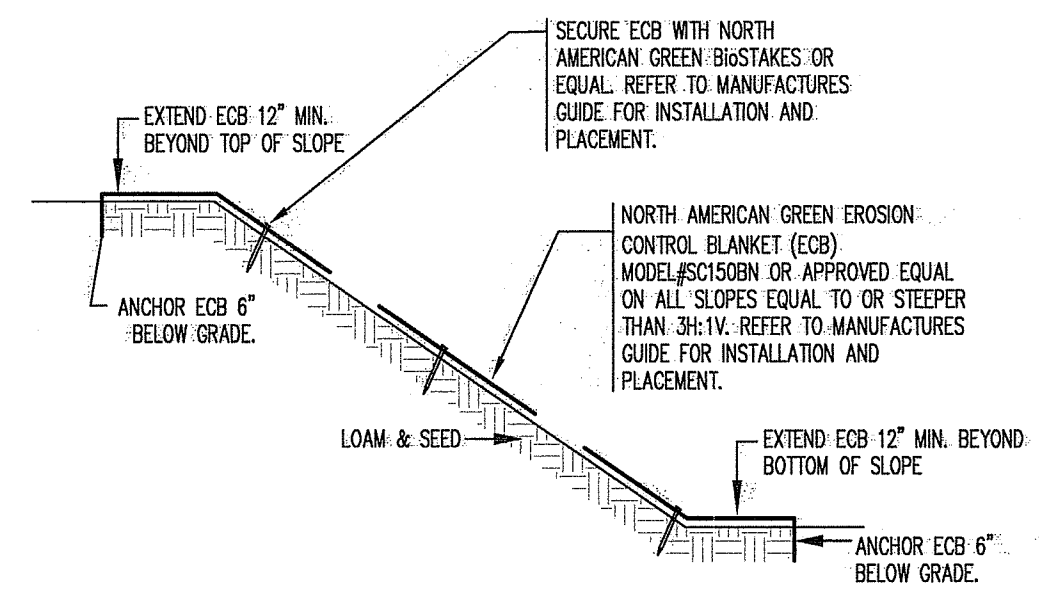 SECURE ECB WITH NORTH
AMERICAN GREEN BioSTAKES OR
EQUAL. REFER TO MANUFACTURES
GUIDE FOR INSTALLATION AND
PLACEMENT.
EXTEND ECB 12" MIN.
BEYOND TOP OF SLOPE
NORTH AMERICAN GREEN EROSION
CONTROL BLANKET (ECB)
MODEL#SC150BN OR APPROVED EQUAL
ON ALL SLOPES EQUAL TO OR STEEPER
THAN 3H:1V. REFER TO MANUFACTURES
GUIDE FOR INSTALLATION AND
PLACEMENT.
ANCHOR ECB 6"
BELOW GRADE.
LOAM & SEED
EXTEND ECB 12" MIN. BEYOND
BOTTOM OF SLOPE
ANCHOR ECB 6"
BELOW GRADE.